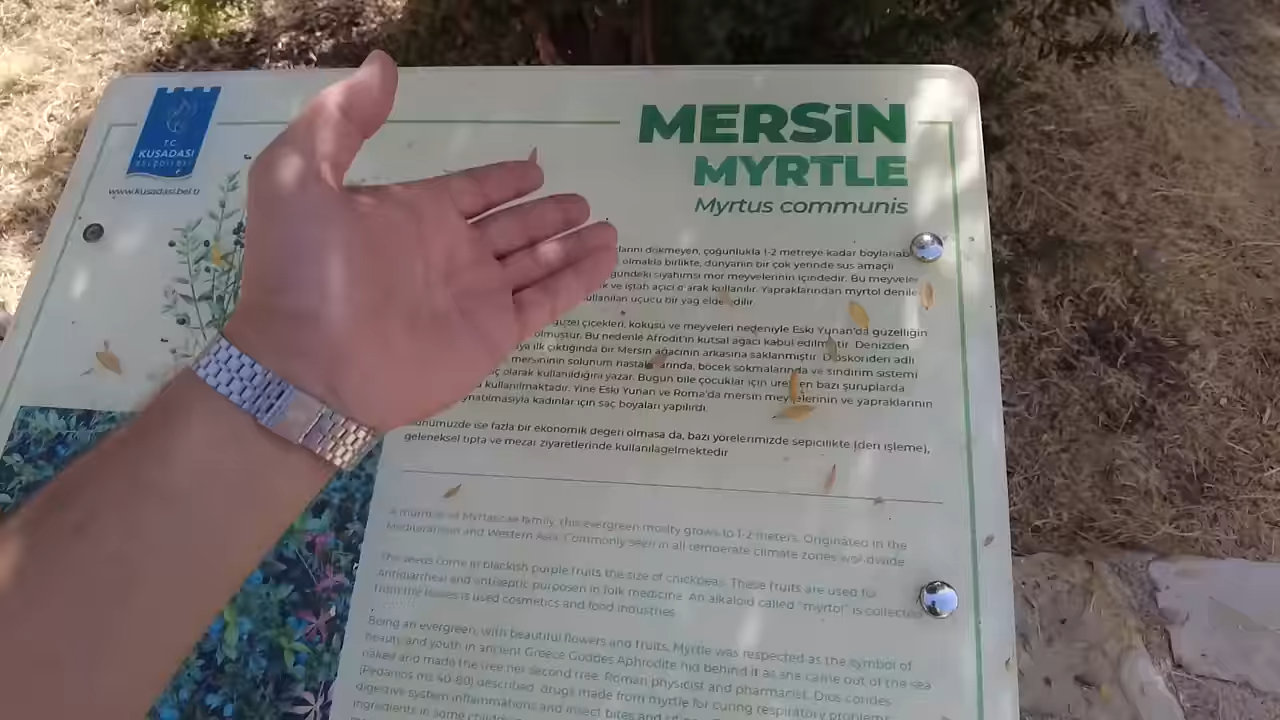 T.C.
KUŞADASI
BELEDİYESİ
www.kusadasi.bel.tr
MERSİN
MYRTLE
Myrtus communis
dökmeyen, çoğunlukla 1-2 metreye kadar boylanab
olmakla birlikte, dünyanın bir çok yerinde süs amaçlı
siyahımsı mor meyvelerinin içindedir. Bu meyveler
ve iştah açıcı olarak kullanılır. Yapraklarından myrtol denile
kullanılan uçucu bir yağ elde edilir.
güzel çiçekleri, kokusu ve meyveleri nedeniyle Eski Yunan'da güzelliğin
olmuştur. Bu nedenle Afrodit'in kutsal ağacı kabul edilmiştir. Denizden
ilk çıktığında bir Mersin ağacının arkasına saklanmıştır. Dioskoriden adlı
mersininin solunum hastalıklarında, böcek sokmalarında ve sindirim sistemi
olarak kullanıldığını yazar. Bugün bile çocuklar için üretilen bazı şuruplarda
kullanılmaktadır. Yine Eski Yunan ve Roma'da mersin meyvelerinin ve yapraklarının
kaynatılmasıyla kadınlar için saç boyaları yapılırdı.
Günümüzde ise fazla bir ekonomik değeri olmasa da, bazı yörelerimizde sepicilikte (deri işleme),
geleneksel tıpta ve mezar ziyaretlerinde kullanılagelmektedir
A member of Myrtaceae family, this evergreen mostly grows to 1-2 meters. Originated in the
Mediterranean and Western Asia. Commonly seen in all temperate climate zones worldwide.
The seeds come in blackish purple fruits the size of chickpeas. These fruits are used for
Antidiarrheal and antiseptic purposen in folk medicine. An alkaloid called "myrtol" is collected
from the leaves is used cosmetics and food industries.
Being an evergreen, with beautiful flowers and fruits, Myrtle was respected as the symbol of
beauty and youth in ancient Greece Goddes Aphrodite hid behind it as she came out of the sea
naked and made the tree her second tree. Roman physicist and pharmacist, Dios corides
(Pedanios ms 40-80) described drugs made from myrtle for curing respiratory problems,
digestive system inflammations and insect bites and
ingredients in some